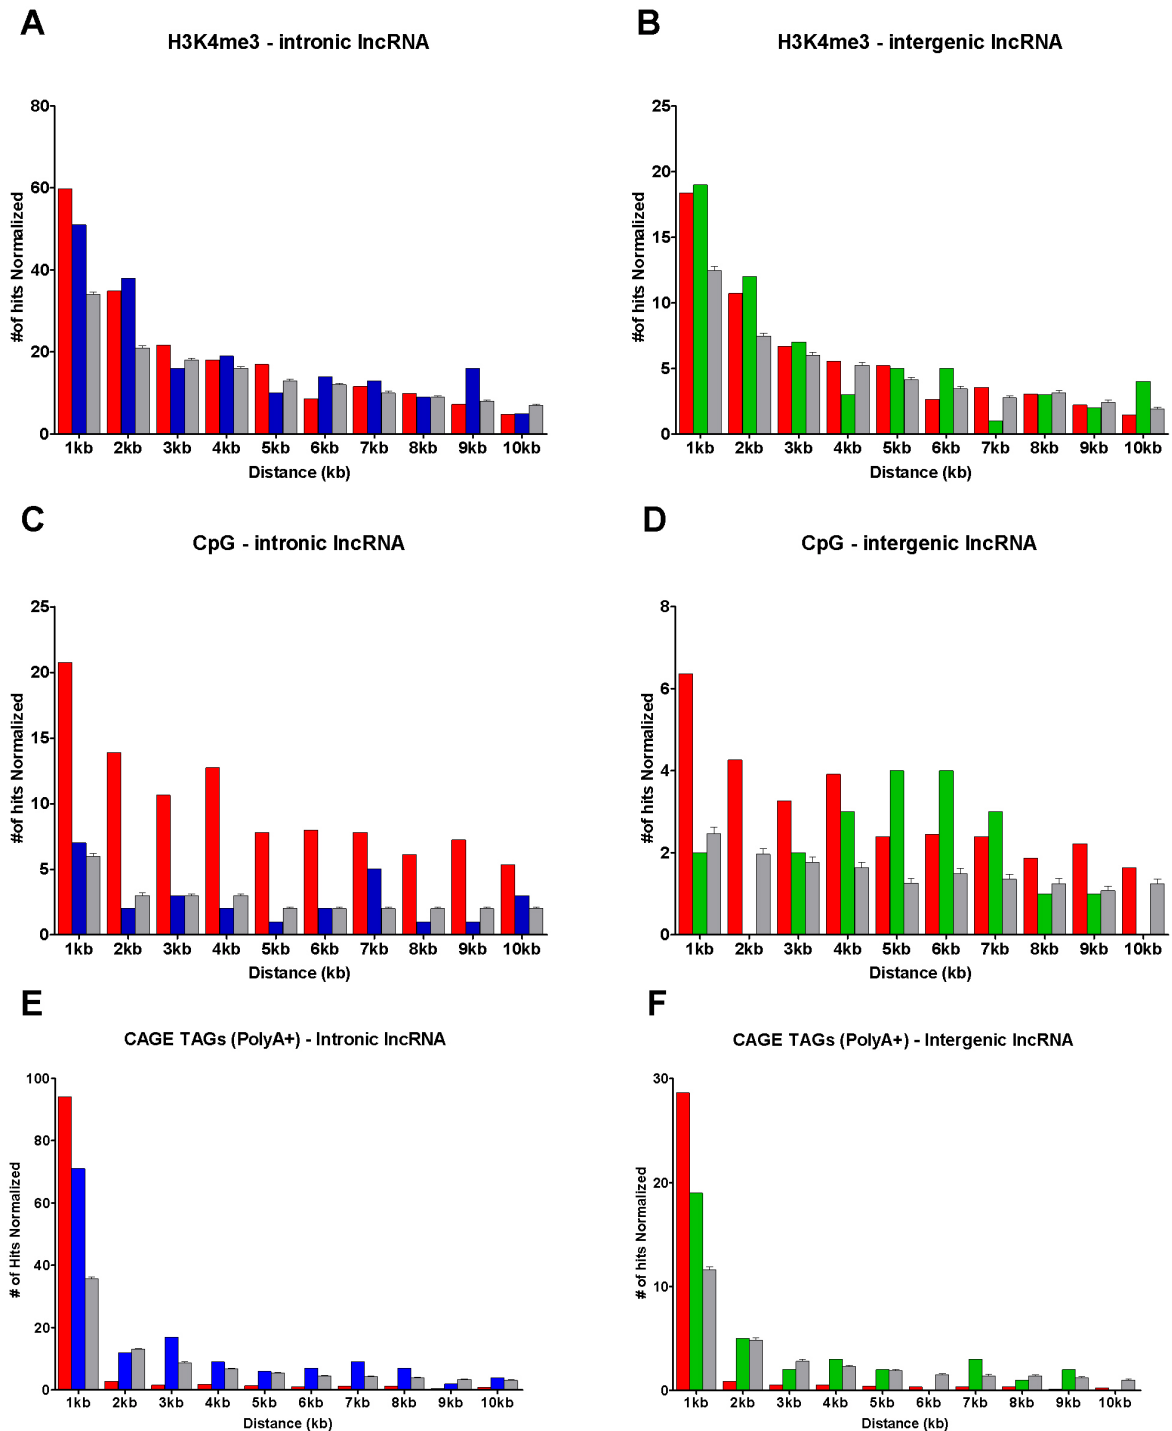 A
H3K4me3 - intronic lncRNA
80
60
40
20
0
#of hits Normalized
1kb 2kb 3kb 4kb 5kb 6kb 7kb 8kb 9kb 10kb
Distance (kb)
B
H3K4me3 - intergenic lncRNA
25
20
15
10
5
0
#of hits Normalized
1kb 2kb 3kb 4kb 5kb 6kb 7kb 8kb 9kb 10kb
Distance (kb)
C
CpG - intronic lncRNA
25
20
15
10
5
0
#of hits Normalized
1kb 2kb 3kb 4kb 5kb 6kb 7kb 8kb 9kb 10kb
Distance (kb)
D
CpG - intergenic lncRNA
8
6
4
2
0
#of hits Normalized
1kb 2kb 3kb 4kb 5kb 6kb 7kb 8kb 9kb 10kb
Distance (kb)
E
CAGE TAGs (PolyA+) - Intronic lncRNA
100
80
60
40
20
0
# of Hits Normalized
1kb 2kb 3kb 4kb 5kb 6kb 7kb 8kb 9kb 10kb
Distance (kb)
F
CAGE TAGs (PolyA+) - Intergenic lncRNA
30
20
10
0
# of hits Normalized
1kb 2kb 3kb 4kb 5kb 6kb 7kb 8kb 9kb 10kb
Distance (kb)